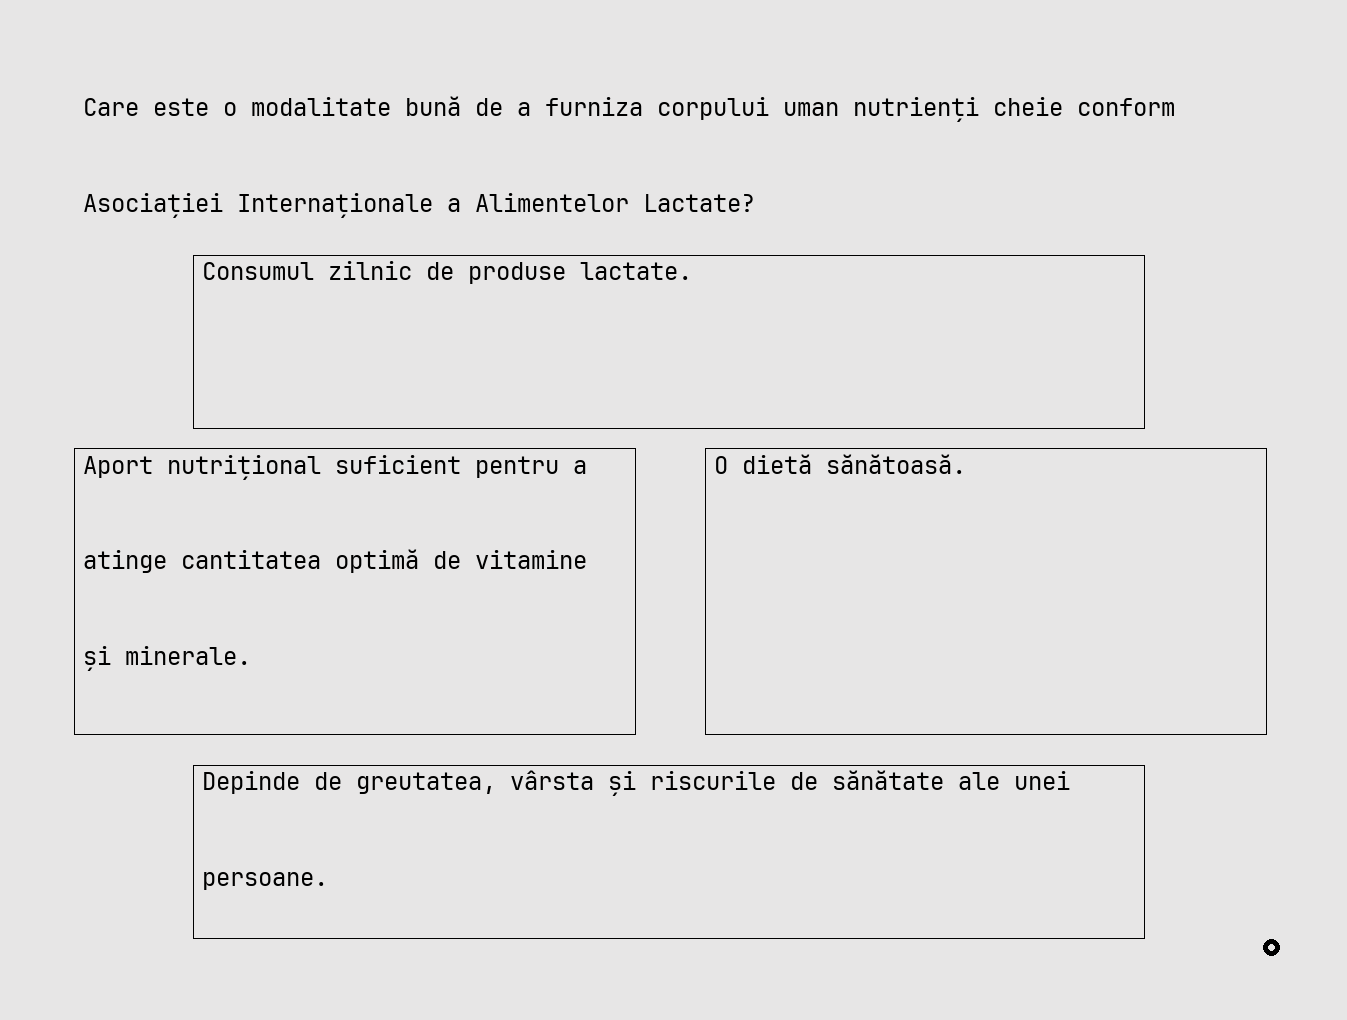 Care este o modalitate bună de a furniza corpului uman nutrienți cheie conform
Asociației Internaționale a Alimentelor Lactate?
Consumul zilnic de produse lactate.
Aport nutrițional suficient pentru a
atinge cantitatea optimă de vitamine
și minerale.
O dietă sănătoasă.
Depinde de greutatea, vârsta și riscurile de sănătate ale unei
persoane.